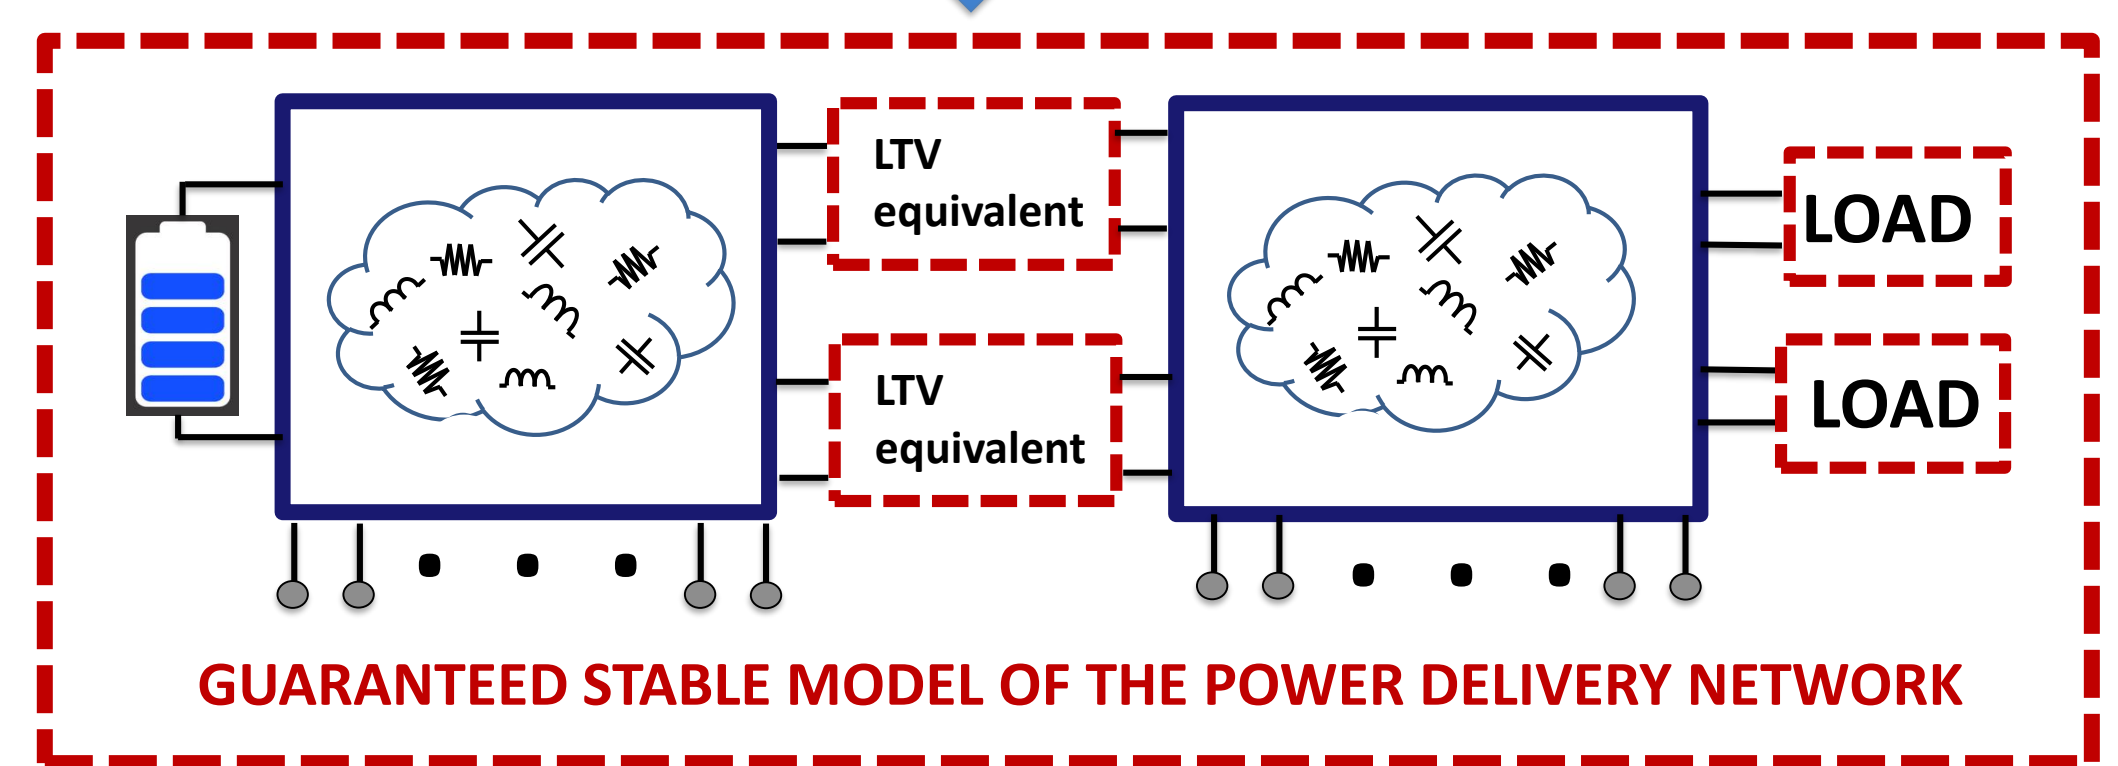 LTV
equivalent
LOAD
LTV
equivalent
LOAD
GUARANTEED STABLE MODEL OF THE POWER DELIVERY NETWORK